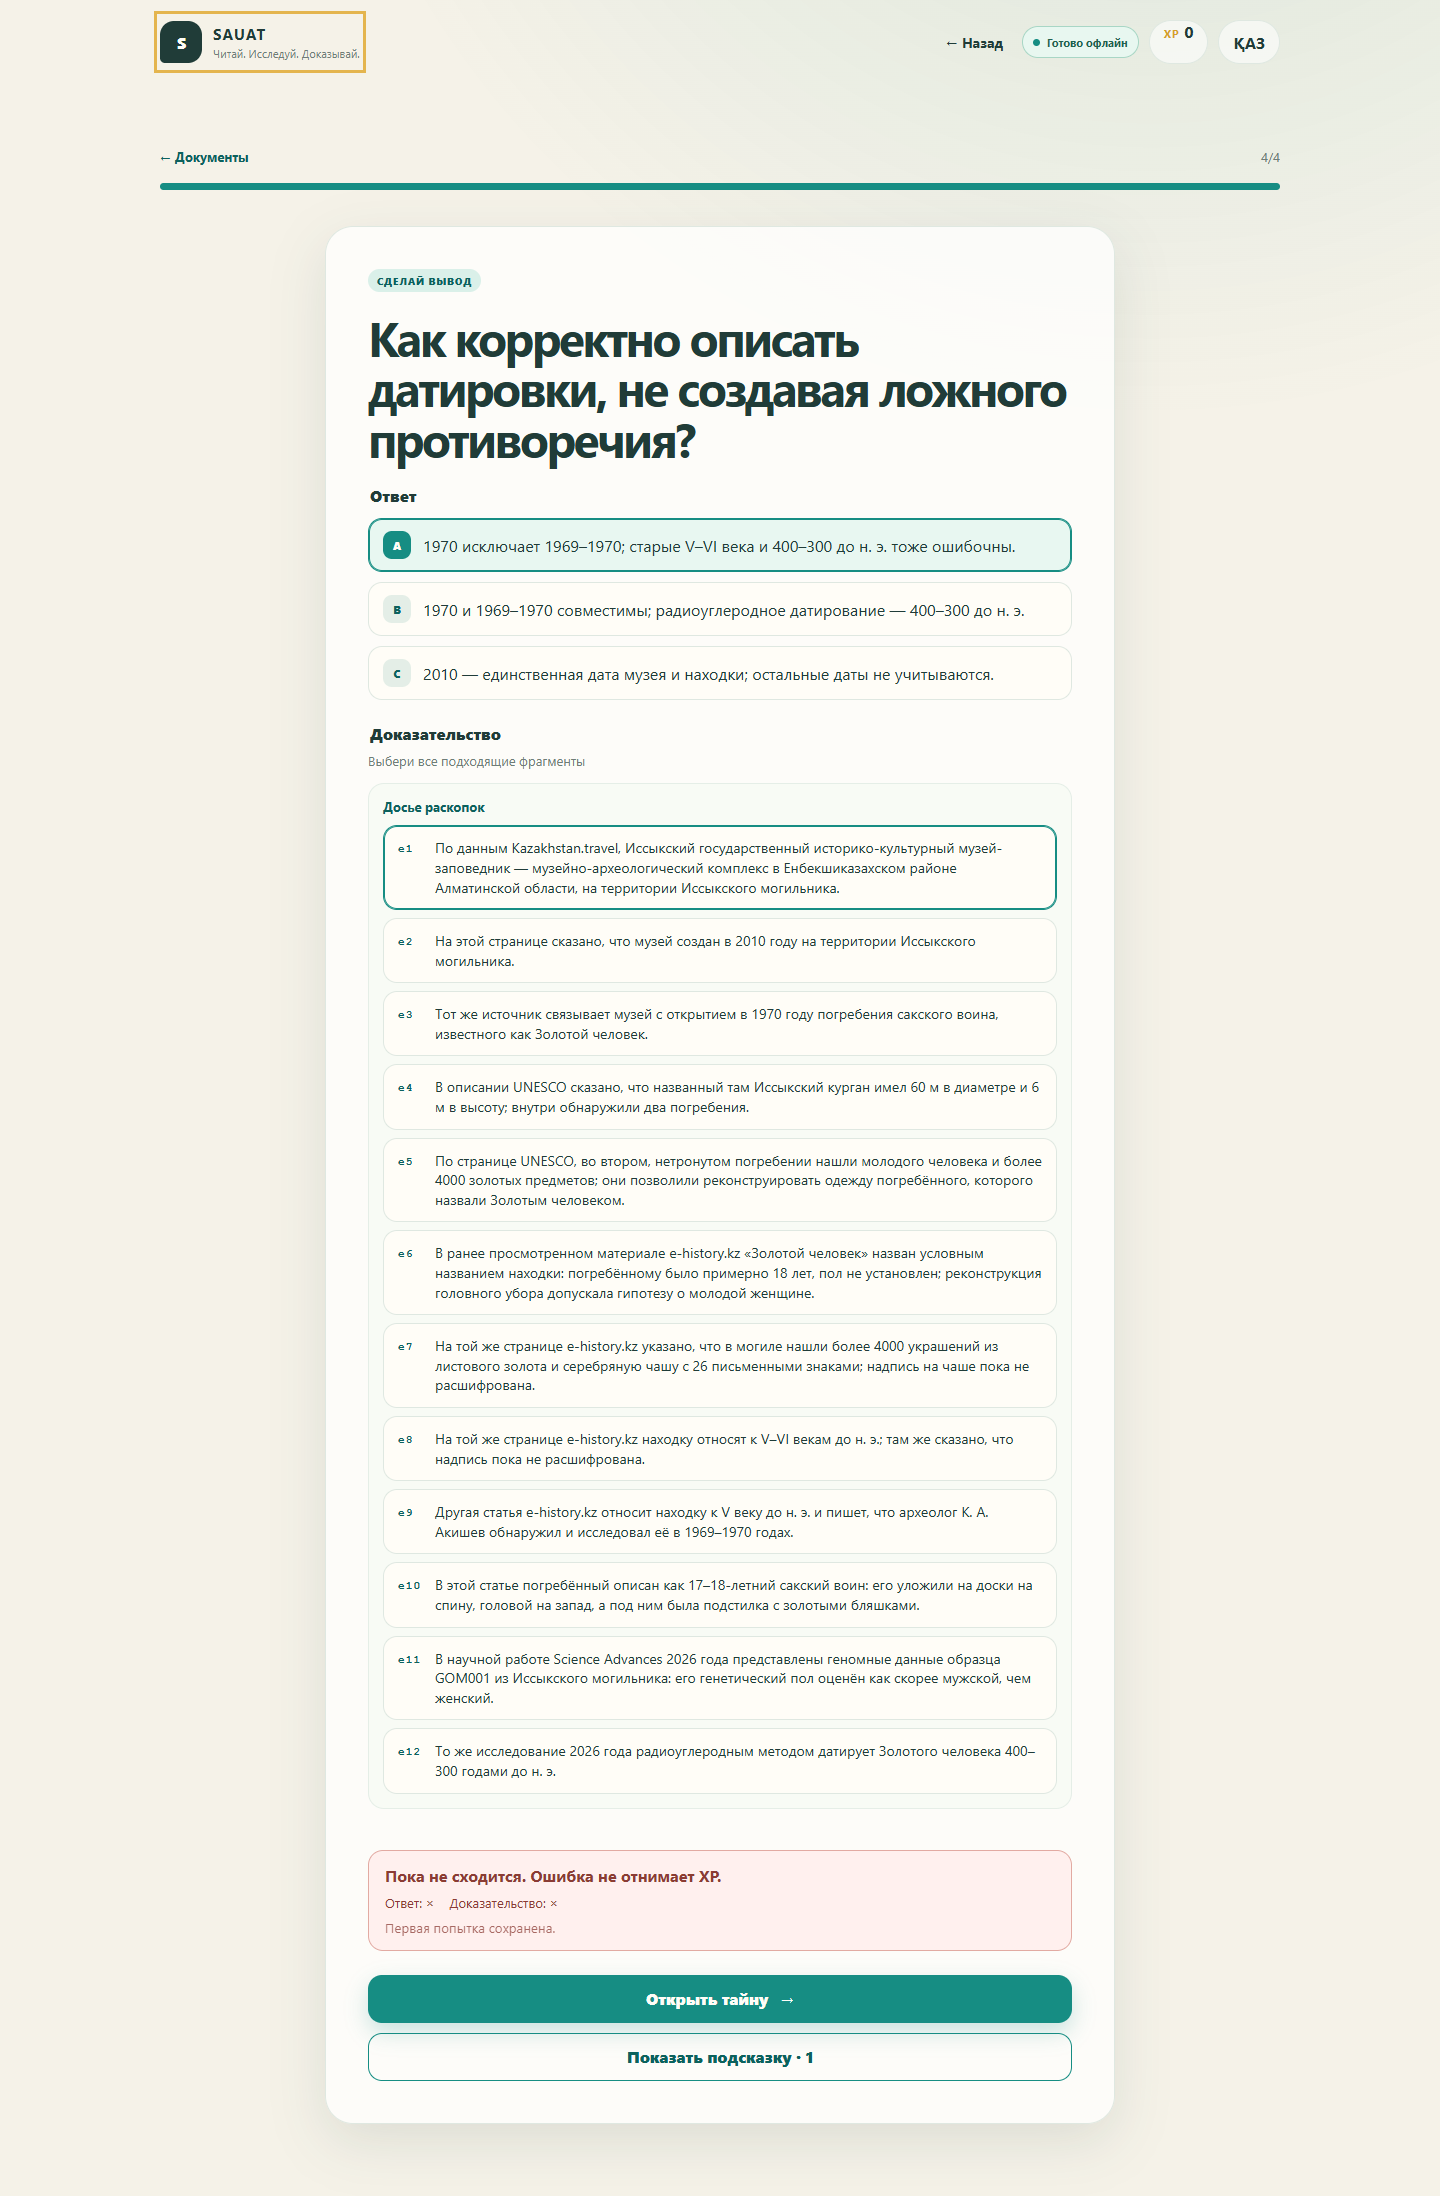 S
SAUAT
Читай. Исследуй. Доказывай.
← Назад
Готово офлайн
XP 0
ҚАЗ
← Документы
4/4
СДЕЛАЙ ВЫВОД
Как корректно описать
датировки, не создавая ложного
противоречия?
Ответ
A 1970 исключает 1969–1970; старые V–VI века и 400–300 до н. э. тоже ошибочны.
B 1970 и 1969–1970 совместимы; радиоуглеродное датирование — 400–300 до н. э.
C 2010 — единственная дата музея и находки; остальные даты не учитываются.
Доказательство
Выбери все подходящие фрагменты
Досье раскопок
e1 По данным Kazakhstan.travel, Иссыкский государственный историко-культурный музей-
заповедник — музейно-археологический комплекс в Енбекшиказахском районе
Алматинской области, на территории Иссыкского могильника.
e2 На этой странице сказано, что музей создан в 2010 году на территории Иссыкского
могильника.
e3 Тот же источник связывает музей с открытием в 1970 году погребения сакского воина,
известного как Золотой человек.
e4 В описании UNESCO сказано, что названный там Иссыкский курган имел 60 м в диаметре и 6
м в высоту; внутри обнаружили два погребения.
e5 По странице UNESCO, во втором, нетронутом погребении нашли молодого человека и более
4000 золотых предметов; они позволили реконструировать одежду погребённого, которого
назвали Золотым человеком.
e6 В ранее просмотренном материале e-history.kz «Золотой человек» назван условным
названием находки: погребённому было примерно 18 лет, пол не установлен; реконструкция
головного убора допускала гипотезу о молодой женщине.
e7 На той же странице e-history.kz указано, что в могиле нашли более 4000 украшений из
листового золота и серебряную чашу с 26 письменными знаками; надпись на чаше пока не
расшифрована.
e8 На той же странице e-history.kz находку относят к V–VI векам до н. э.; там же сказано, что
надпись пока не расшифрована.
e9 Другая статья e-history.kz относит находку к V веку до н. э. и пишет, что археолог К. А.
Акишев обнаружил и исследовал её в 1969–1970 годах.
e10 В этой статье погребённый описан как 17–18-летний сакский воин: его уложили на доски на
спину, головой на запад, а под ним была подстилка с золотыми бляшками.
e11 В научной работе Science Advances 2026 года представлены геномные данные образца
GOM001 из Иссыкского могильника: его генетический пол оценён как скорее мужской, чем
женский.
e12 То же исследование 2026 года радиоуглеродным методом датирует Золотого человека 400–
300 годами до н. э.
Пока не сходится. Ошибка не отнимает XP.
Ответ: × Доказательство: ×
Первая попытка сохранена.
Открыть тайну →
Показать подсказку · 1